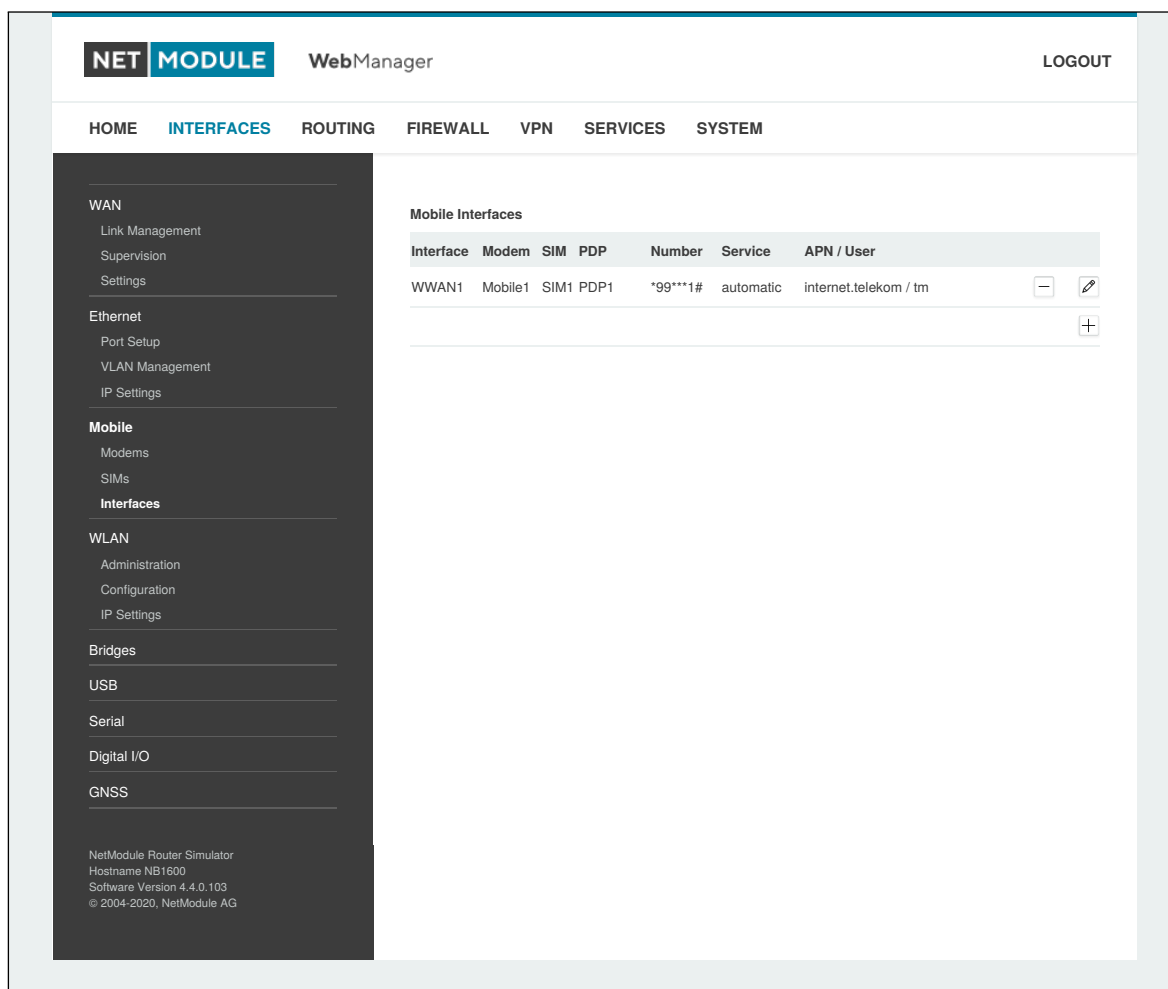 NET MODULE WebManager LOGOUT
HOME INTERFACES ROUTING FIREWALL VPN SERVICES SYSTEM
WAN
Link Management
Supervision
Settings
Ethernet
Port Setup
VLAN Management
IP Settings
Mobile
Modems
SIMs
Interfaces
WLAN
Administration
Configuration
IP Settings
Bridges
USB
Serial
Digital I/O
GNSS
NetModule Router Simulator
Hostname NB1600
Software Version 4.4.0.103
© 2004-2020, NetModule AG
Mobile Interfaces
Interface Modem SIM PDP Number Service APN / User
WWAN1 Mobile1 SIM1 PDP1 *99***1# automatic internet.telekom / tm